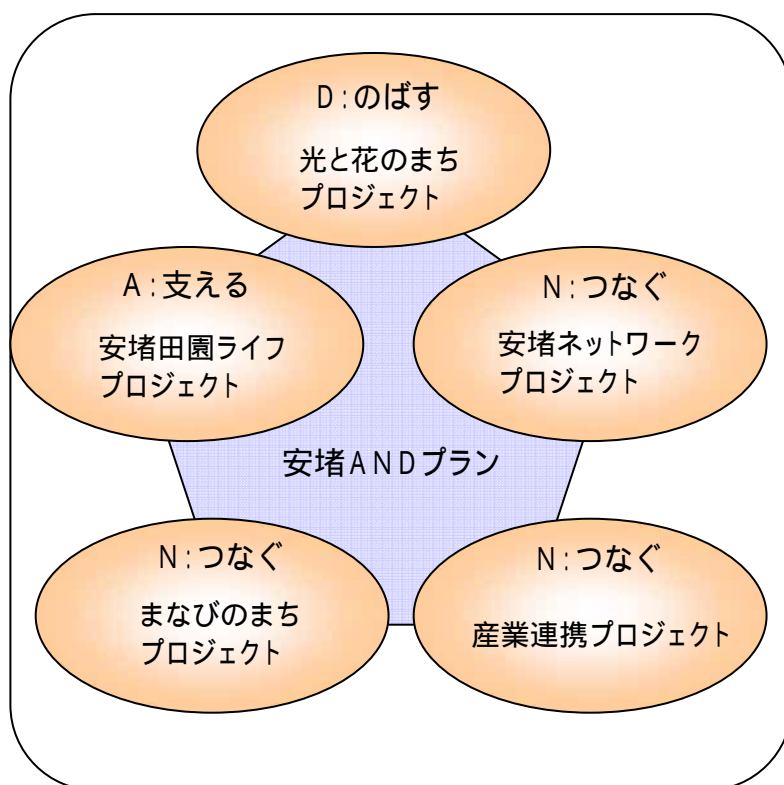 D:のばす
光と花のまち
プロジェクト
A:支える
安堵田園ライフ
プロジェクト
N:つなぐ
安堵ネットワーク
プロジェクト
安堵ANDプラン
N:つなぐ
まなびのまち
プロジェクト
N:つなぐ
産業連携プロジェクト